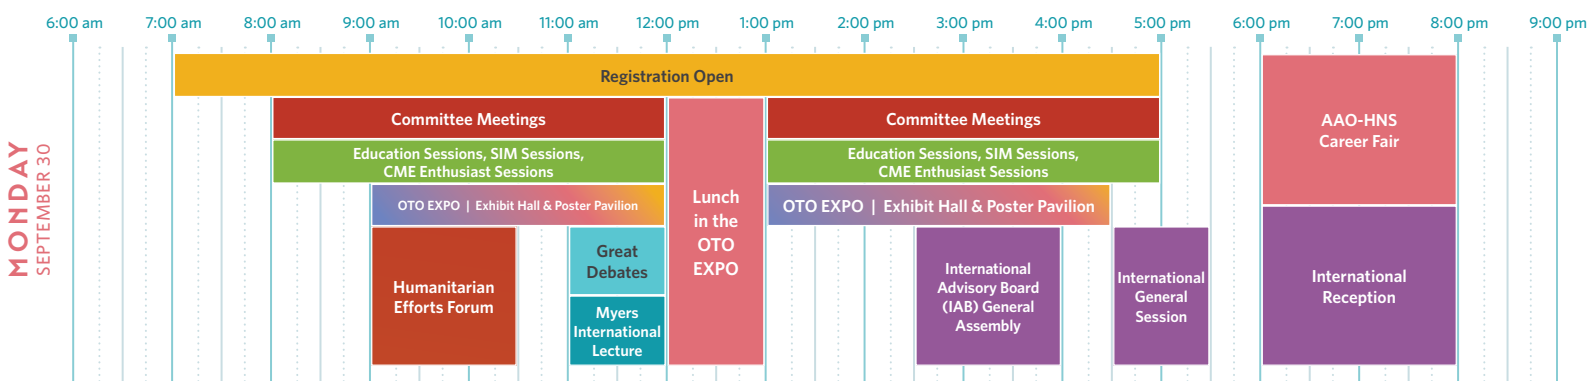 6:00 am 7:00 am 8:00 am 9:00 am 10:00 am 11:00 am 12:00 pm 1:00 pm 2:00 pm 3:00 pm 4:00 pm 5:00 pm 6:00 pm 7:00 pm 8:00 pm 9:00 pm
MONDAY
SEPTEMBER 30
Registration Open
Committee Meetings
Education Sessions, SIM Sessions,
CME Enthusiast Sessions
OTO EXPO | Exhibit Hall & Poster Pavilion
Humanitarian
Efforts Forum
Great
Debates
Myers
International
Lecture
Lunch
in the
OTO
EXPO
Committee Meetings
Education Sessions, SIM Sessions,
CME Enthusiast Sessions
OTO EXPO | Exhibit Hall & Poster Pavilion
International
Advisory Board
(IAB) General
Assembly
International
General
Session
AAO-HNS
Career Fair
International
Reception